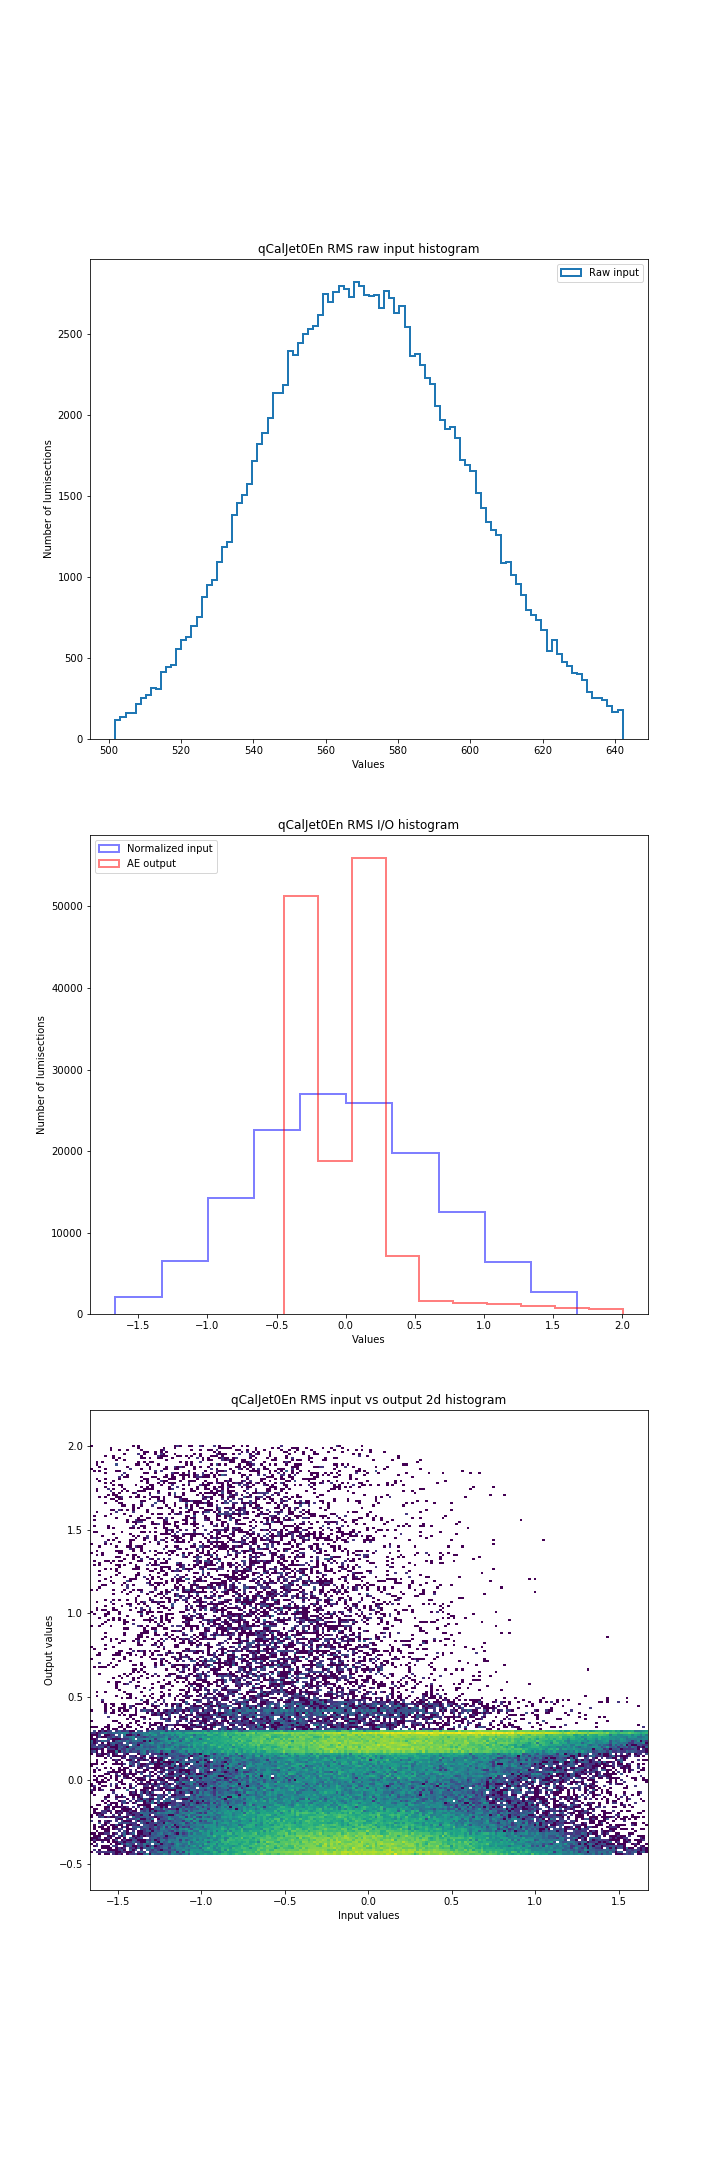 qCalJet0En RMS raw input histogram
Raw input
2500
2000
1500
1000
500
0
Number of lumisections
500 520 540 560 580 600 620 640
Values
qCalJet0En RMS I/O histogram
Normalized input
AE output
50000
40000
30000
20000
10000
0
Number of lumisections
−1.5 −1.0 −0.5 0.0 0.5 1.0 1.5 2.0
Values
qCalJet0En RMS input vs output 2d histogram
2.0
1.5
1.0
0.5
0.0
−0.5
Output values
−1.5 −1.0 −0.5 0.0 0.5 1.0 1.5
Input values